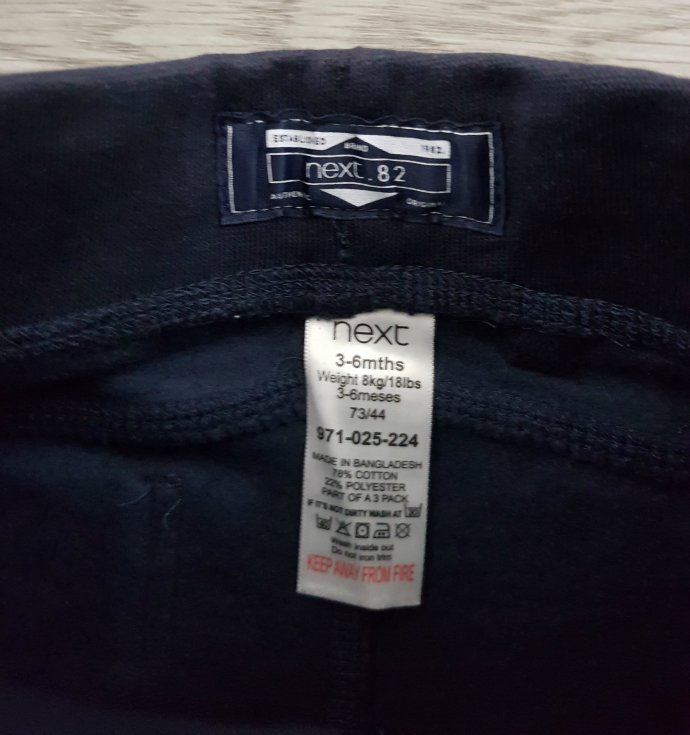 ESTABLISHED BRAND 1982.
next.82
AUTHENTIC ORIGINAL
next
3-6mths
Weight 8kg/18lbs
3-6meses
73/44
971-025-224
MADE IN BANGLADESH
78% COTTON
22% POLYESTER
PART OF A 3 PACK
IF IT'S NOT DIRTY WASH AT 30
Wash inside out
Do not iron trim
KEEP AWAY FROM FIRE